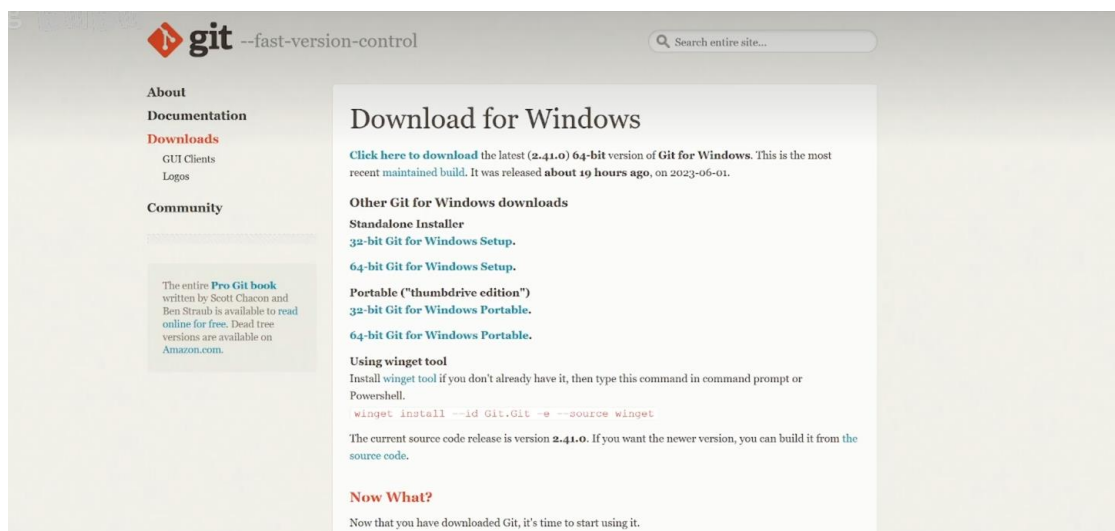 git --fast-version-control
Search entire site...
About
Documentation
Downloads
GUI Clients
Logos
Community
The entire Pro Git book
written by Scott Chacon and
Ben Straub is available to read
online for free. Dead tree
versions are available on
Amazon.com.
Download for Windows
Click here to download the latest (2.41.0) 64-bit version of Git for Windows. This is the most
recent maintained build. It was released about 19 hours ago, on 2023-06-01.
Other Git for Windows downloads
Standalone Installer
32-bit Git for Windows Setup.
64-bit Git for Windows Setup.
Portable ("thumbdrive edition")
32-bit Git for Windows Portable.
64-bit Git for Windows Portable.
Using winget tool
Install winget tool if you don't already have it, then type this command in command prompt or
Powershell.
winget install --id Git.Git -e --source winget
The current source code release is version 2.41.0. If you want the newer version, you can build it from the
source code.
Now What?
Now that you have downloaded Git, it's time to start using it.